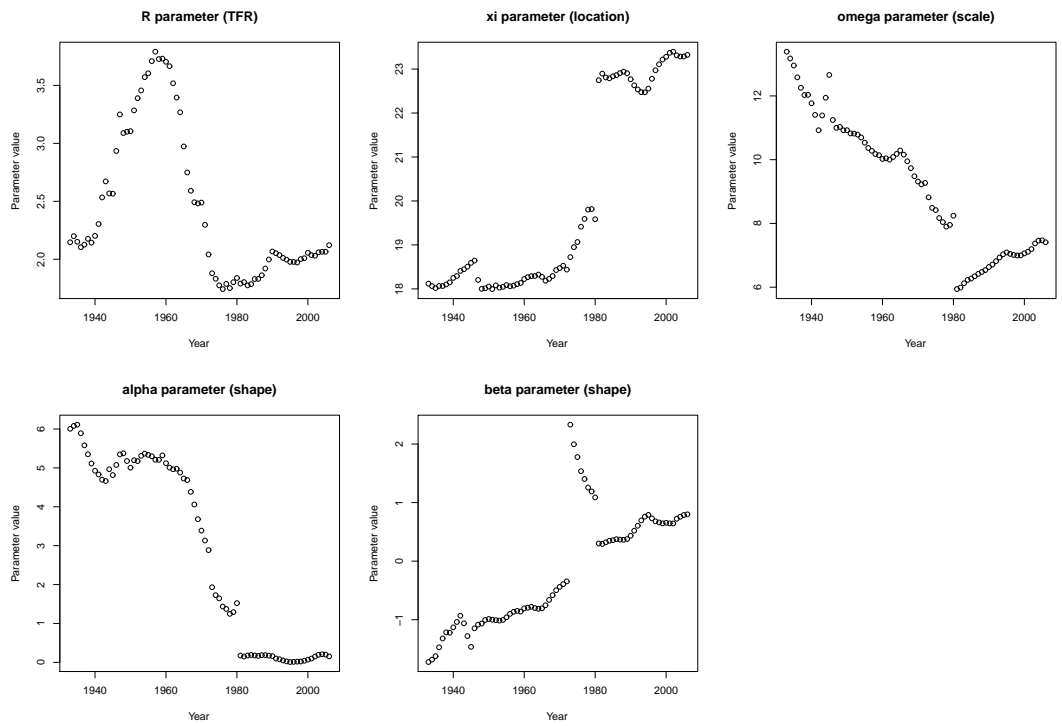 R parameter (TFR)
Parameter value
2.0 2.5 3.0 3.5
1940 1960 1980 2000
Year
xi parameter (location)
Parameter value
18 19 20 21 22 23
1940 1960 1980 2000
Year
omega parameter (scale)
Parameter value
6 8 10 12
1940 1960 1980 2000
Year
alpha parameter (shape)
Parameter value
0 1 2 3 4 5 6
1940 1960 1980 2000
Year
beta parameter (shape)
Parameter value
−1 0 1 2
1940 1960 1980 2000
Year